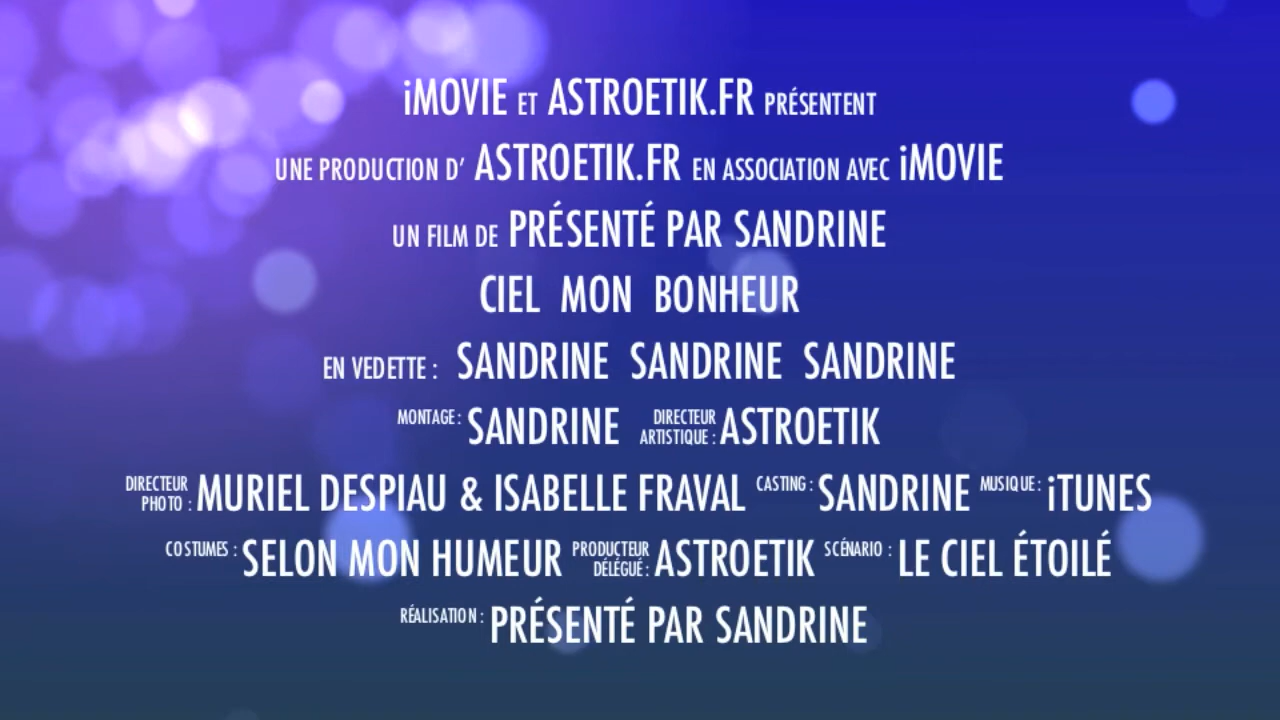 iMOVIE ET ASTROETIK.FR PRÉSENTENT
UNE PRODUCTION D' ASTROETIK.FR EN ASSOCIATION AVEC iMOVIE
UN FILM DE PRÉSENTÉ PAR SANDRINE
CIEL MON BONHEUR
EN VEDETTE : SANDRINE SANDRINE SANDRINE
MONTAGE : SANDRINE DIRECTEUR ARTISTIQUE : ASTROETIK
DIRECTEUR PHOTO : MURIEL DESPIAU & ISABELLE FRAVAL CASTING : SANDRINE MUSIQUE : iTUNES
COSTUMES : SELON MON HUMEUR PRODUCTEUR DÉLÉGUÉ : ASTROETIK SCÉNARIO : LE CIEL ÉTOILÉ
RÉALISATION : PRÉSENTÉ PAR SANDRINE